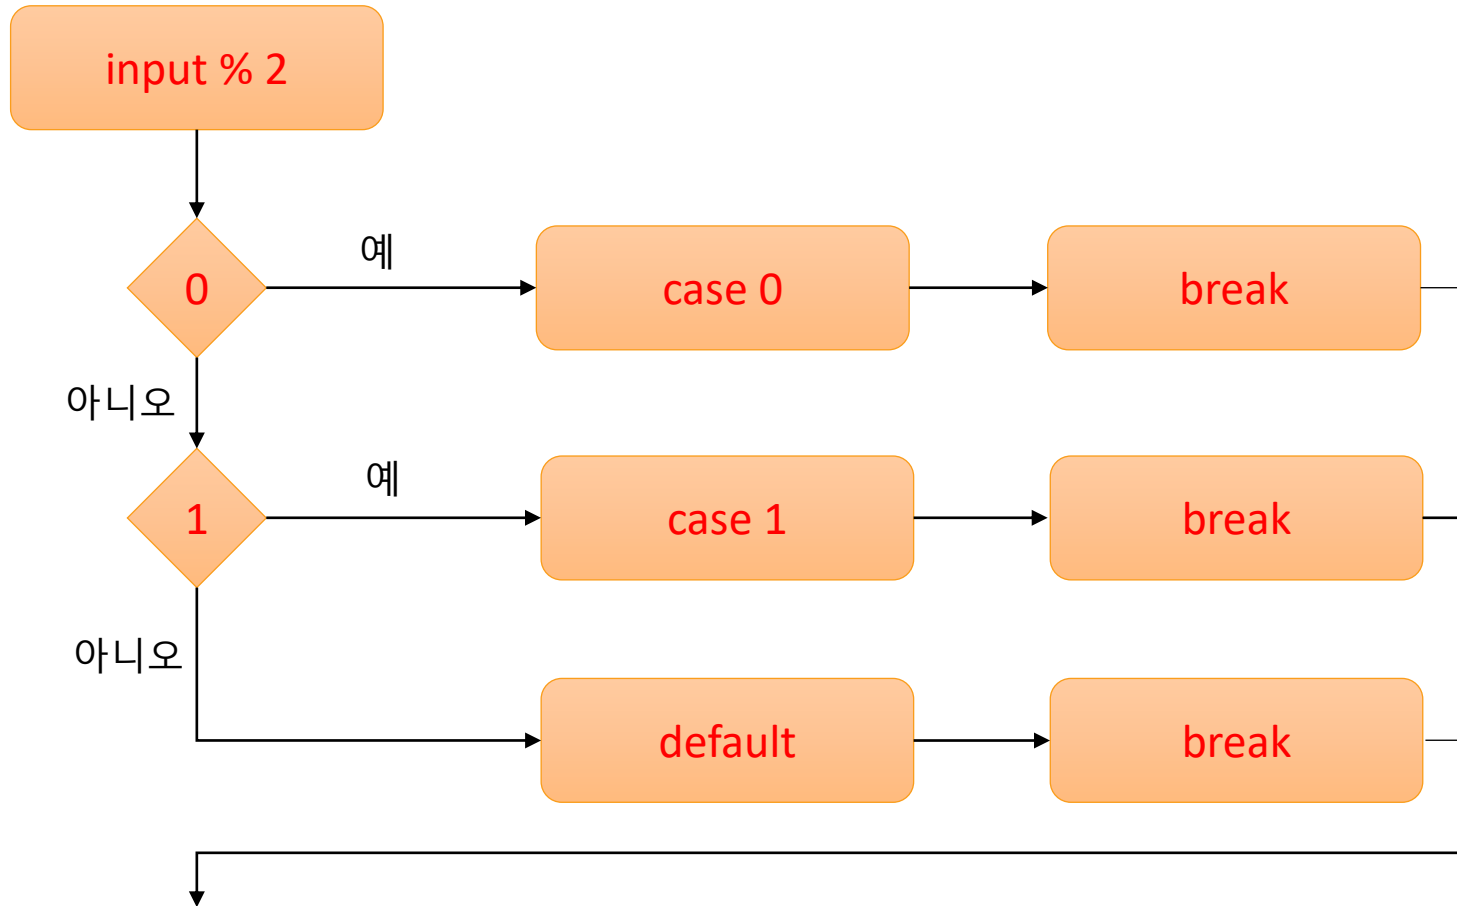 input % 2
0
예
case 0
break
아니오
1
예
case 1
break
아니오
default
break